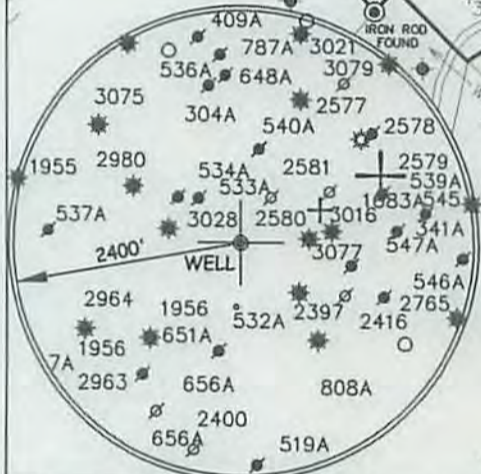 409A
IRON ROD
FOUND
787A
3021
536A
648A
3079
3075
304A
2577
540A
2578
1955
2980
534A
2581
2579
533A
539A
1683A
545
537A
3028
2580
3016
341A
547A
2400'
WELL
3077
546A
2964
1956
532A
2397
2765
1956
651A
2416
7A
2963
656A
808A
2400
656A
519A